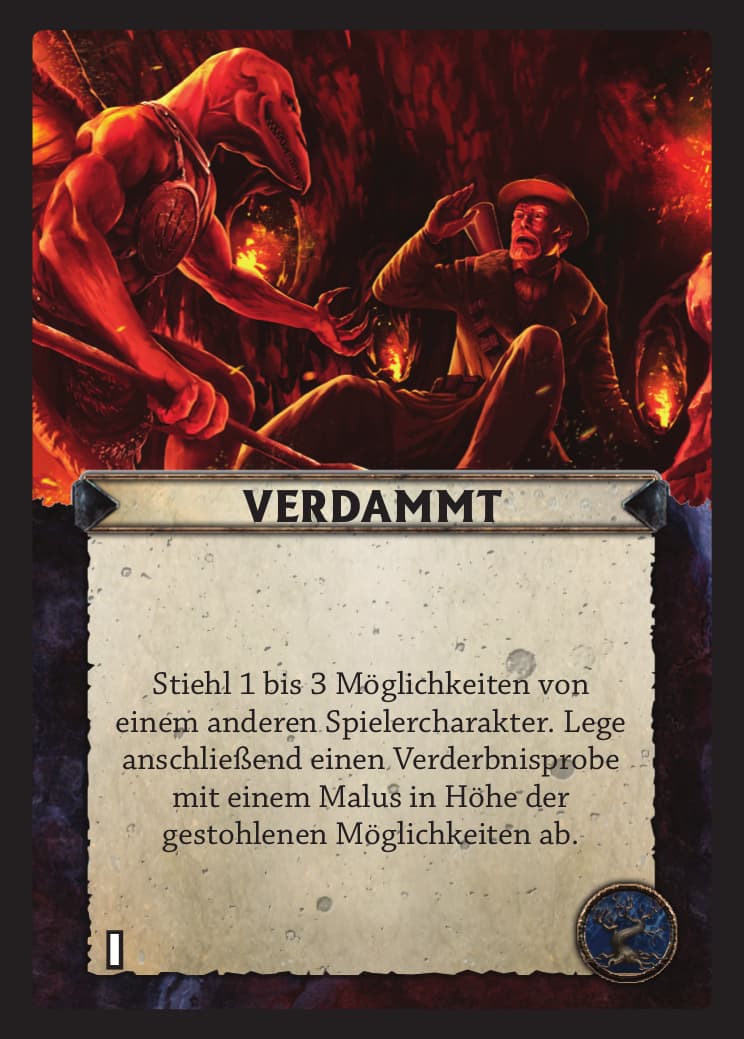 VERDAMMT
Stiehl 1 bis 3 Möglichkeiten von
einem anderen Spielercharakter. Lege
anschließend einen Verderbnisprobe
mit einem Malus in Höhe der
gestohlenen Möglichkeiten ab.
I